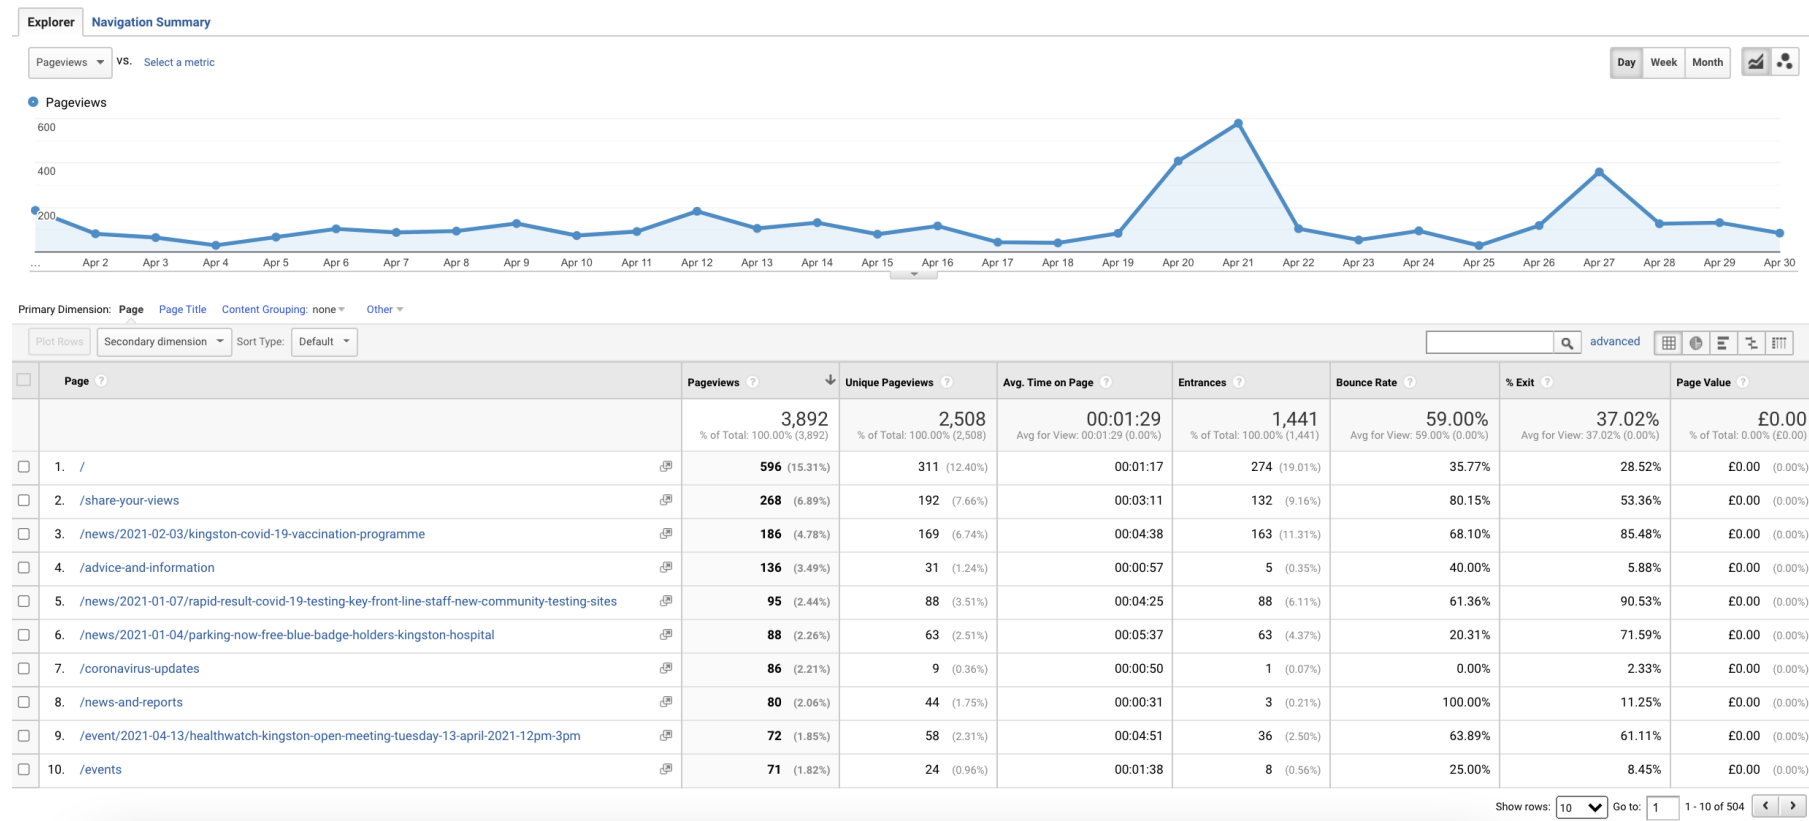 Explorer Navigation Summary
Pageviews VS. Select a metric Day Week Month
Pageviews
600
400
200
... Apr 2 Apr 3 Apr 4 Apr 5 Apr 6 Apr 7 Apr 8 Apr 9 Apr 10 Apr 11 Apr 12 Apr 13 Apr 14 Apr 15 Apr 16 Apr 17 Apr 18 Apr 19 Apr 20 Apr 21 Apr 22 Apr 23 Apr 24 Apr 25 Apr 26 Apr 27 Apr 28 Apr 29 Apr 30
Primary Dimension: Page Page Title Content Grouping: none Other
Plot Rows Secondary dimension Sort Type: Default advanced
Page ? Pageviews ? Unique Pageviews ? Avg. Time on Page ? Entrances ? Bounce Rate ? % Exit ? Page Value ?
3,892 2,508 00:01:29 1,441 59.00% 37.02% £0.00
% of Total: 100.00% (3,892) % of Total: 100.00% (2,508) Avg for View: 00:01:29 (0.00%) % of Total: 100.00% (1,441) Avg for View: 59.00% (0.00%) Avg for View: 37.02% (0.00%) % of Total: 0.00% (£0.00)
1. / 596 (15.31%) 311 (12.40%) 00:01:17 274 (19.01%) 35.77% 28.52% £0.00 (0.00%)
2. /share-your-views 268 (6.89%) 192 (7.66%) 00:03:11 132 (9.16%) 80.15% 53.36% £0.00 (0.00%)
3. /news/2021-02-03/kingston-covid-19-vaccination-programme 186 (4.78%) 169 (6.74%) 00:04:38 163 (11.31%) 68.10% 85.48% £0.00 (0.00%)
4. /advice-and-information 136 (3.49%) 31 (1.24%) 00:00:57 5 (0.35%) 40.00% 5.88% £0.00 (0.00%)
5. /news/2021-01-07/rapid-result-covid-19-testing-key-front-line-staff-new-community-testing-sites 95 (2.44%) 88 (3.51%) 00:04:25 88 (6.11%) 61.36% 90.53% £0.00 (0.00%)
6. /news/2021-01-04/parking-now-free-blue-badge-holders-kingston-hospital 88 (2.26%) 63 (2.51%) 00:05:37 63 (4.37%) 20.31% 71.59% £0.00 (0.00%)
7. /coronavirus-updates 86 (2.21%) 9 (0.36%) 00:00:50 1 (0.07%) 0.00% 2.33% £0.00 (0.00%)
8. /news-and-reports 80 (2.06%) 44 (1.75%) 00:00:31 3 (0.21%) 100.00% 11.25% £0.00 (0.00%)
9. /event/2021-04-13/healthwatch-kingston-open-meeting-tuesday-13-april-2021-12pm-3pm 72 (1.85%) 58 (2.31%) 00:04:51 36 (2.50%) 63.89% 61.11% £0.00 (0.00%)
10. /events 71 (1.82%) 24 (0.96%) 00:01:38 8 (0.56%) 25.00% 8.45% £0.00 (0.00%)
Show rows: 10 Go to: 1 1 - 10 of 504